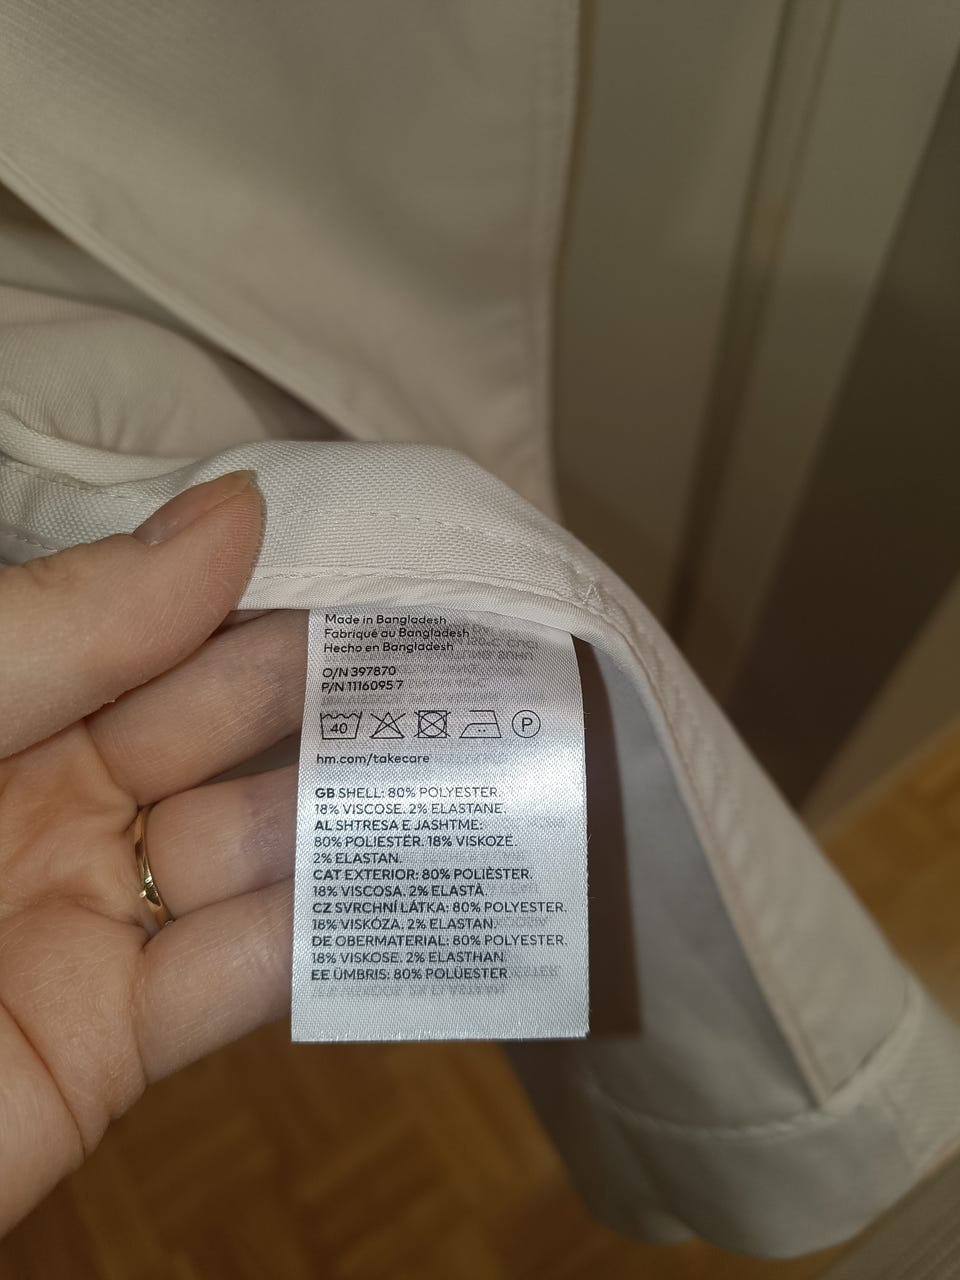 Made in Bangladesh
Fabriqué au Bangladesh
Hecho en Bangladesh
O/N 397870
P/N 1116095 7
40 P
hm.com/takecare
GB SHELL: 80% POLYESTER.
18% VISCOSE. 2% ELASTANE.
AL SHTRESA E JASHTME:
80% POLIESTËR. 18% VISKOZË.
2% ELASTAN.
CAT EXTERIOR: 80% POLIÈSTER.
18% VISCOSA. 2% ELASTÀ.
CZ SVRCHNÍ LÁTKA: 80% POLYESTER.
18% VISKÓZA. 2% ELASTAN.
DE OBERMATERIAL: 80% POLYESTER.
18% VISKOSE. 2% ELASTHAN.
EE ÜMBRIS: 80% POLÜESTER.